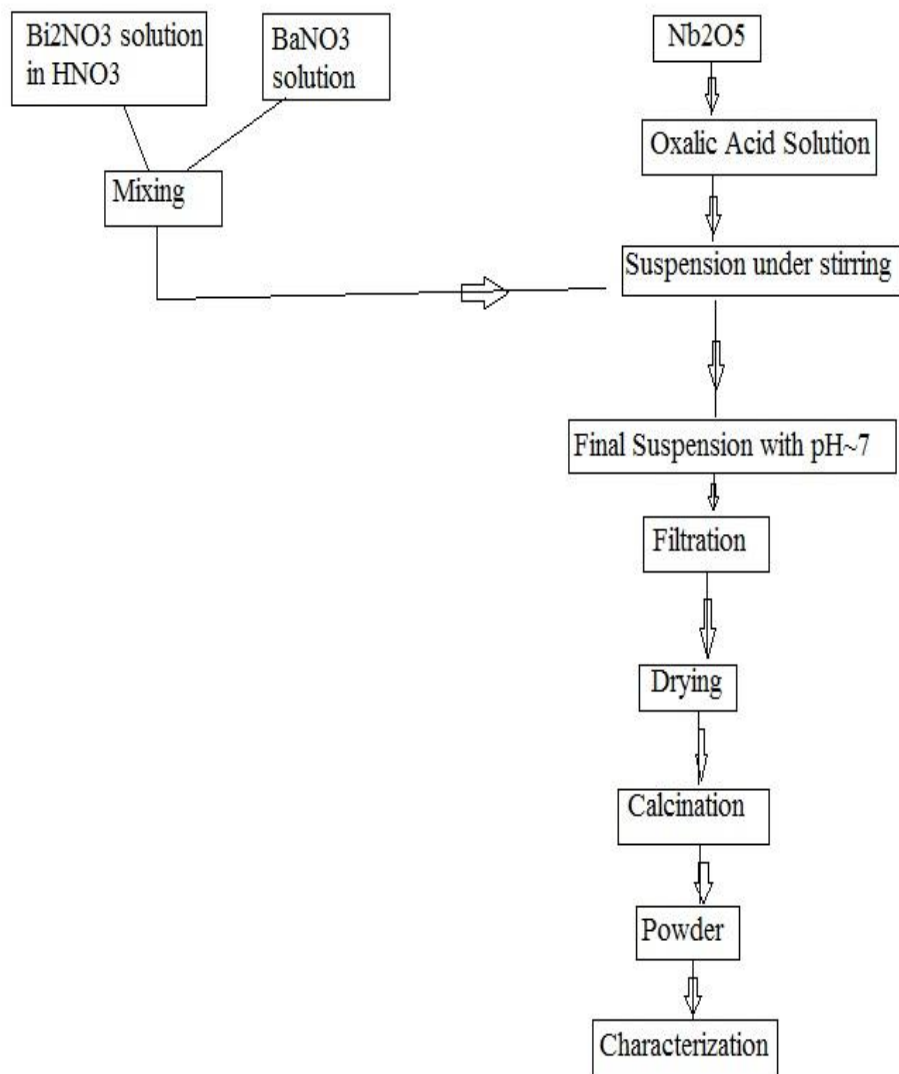 Bi2NO3 solution
in HNO3
BaNO3
solution
Mixing
Nb2O5
Oxalic Acid Solution
Suspension under stirring
Final Suspension with pH~7
Filtration
Drying
Calcination
Powder
Characterization